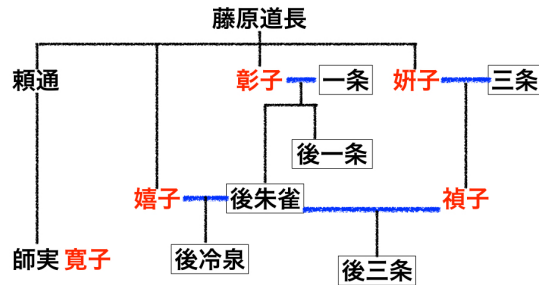 藤原道長
頼通 彰子 一条 妍子 三条
後一条
嬉子 後朱雀 禎子
師実 寛子 後冷泉 後三条